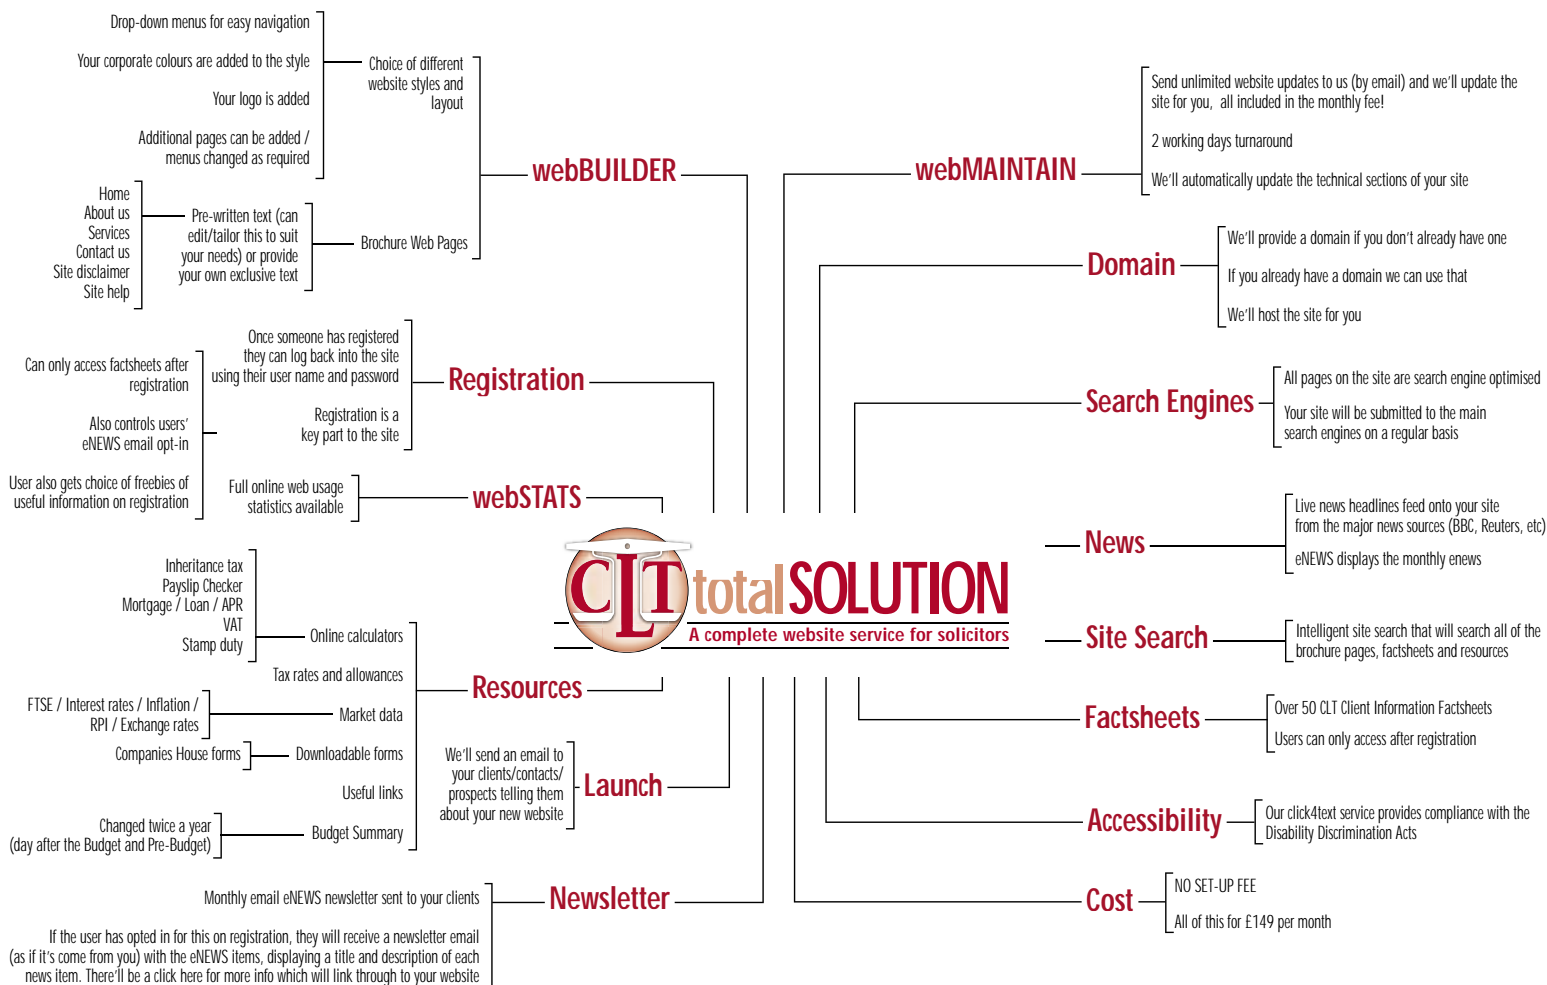 Drop-down menus for easy navigation
Your corporate colours are added to the style
Your logo is added
Additional pages can be added /
menus changed as required
Choice of different
website styles and
layout
Home
About us
Services
Contact us
Site disclaimer
Site help
Pre-written text (can
edit/tailor this to suit
your needs) or provide
your own exclusive text
Brochure Web Pages
webBUILDER
Can only access factsheets after
registration
Also controls users'
eNEWS email opt-in
User also gets choice of freebies of
useful information on registration
Once someone has registered
they can log back into the site
using their user name and password
Registration is a
key part to the site
Registration
Full online web usage
statistics available
webSTATS
Inheritance tax
Payslip Checker
Mortgage / Loan / APR
VAT
Stamp duty
Online calculators
Tax rates and allowances
FTSE / Interest rates / Inflation /
RPI / Exchange rates
Market data
Companies House forms
Downloadable forms
Useful links
Changed twice a year
(day after the Budget and Pre-Budget)
Budget Summary
Resources
We'll send an email to
your clients/contacts/
prospects telling them
about your new website
Launch
Monthly email eNEWS newsletter sent to your clients
If the user has opted in for this on registration, they will receive a newsletter email
(as if it's come from you) with the eNEWS items, displaying a title and description of each
news item. There'll be a click here for more info which will link through to your website
Newsletter
CLT totalSOLUTION
A complete website service for solicitors
webMAINTAIN
Send unlimited website updates to us (by email) and we'll update the
site for you, all included in the monthly fee!
2 working days turnaround
We'll automatically update the technical sections of your site
Domain
We'll provide a domain if you don't already have one
If you already have a domain we can use that
We'll host the site for you
Search Engines
All pages on the site are search engine optimised
Your site will be submitted to the main
search engines on a regular basis
News
Live news headlines feed onto your site
from the major news sources (BBC, Reuters, etc)
eNEWS displays the monthly enews
Site Search
Intelligent site search that will search all of the
brochure pages, factsheets and resources
Factsheets
Over 50 CLT Client Information Factsheets
Users can only access after registration
Accessibility
Our click4text service provides compliance with the
Disability Discrimination Acts
Cost
NO SET-UP FEE
All of this for £149 per month